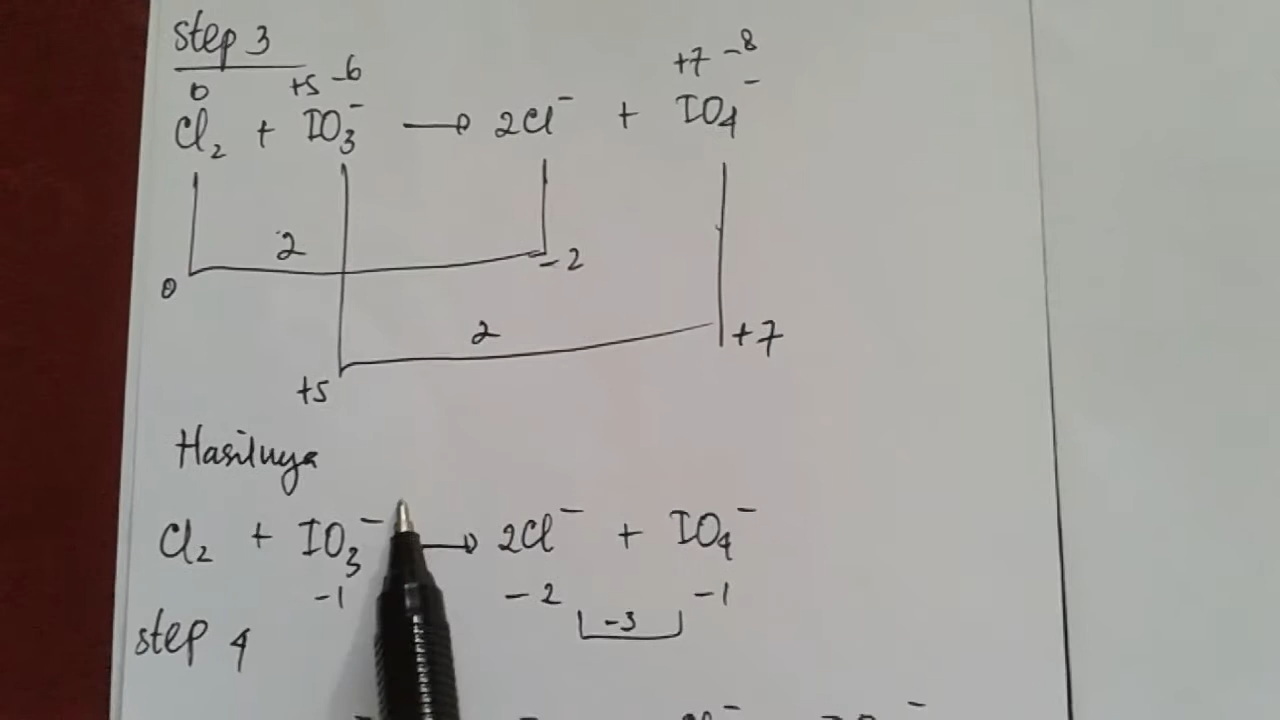 step 3
0 +5 -6 +7 -8
Cl₂ + IO₃⁻ → 2Cl⁻ + IO₄⁻
2
0 -2
2
+5 +7
Hasilnya
Cl₂ + IO₃⁻ → 2Cl⁻ + IO₄⁻
-1 -2 -1
-3
step 4